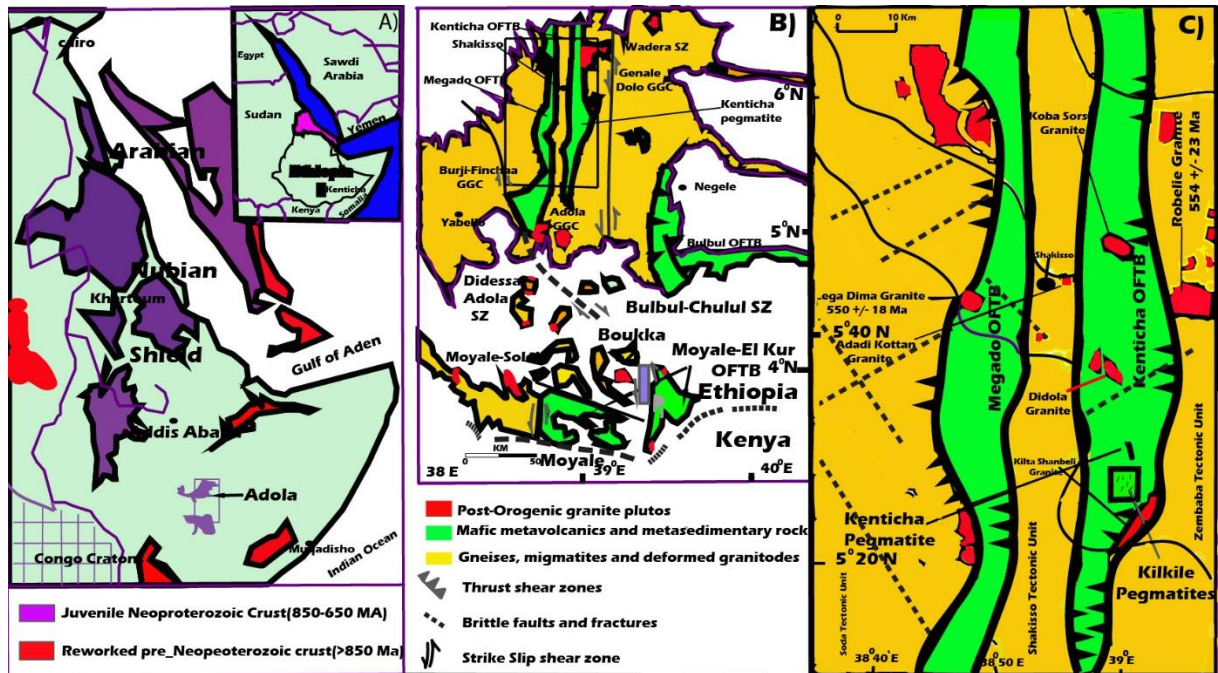 A)
cairo
Egypt
Sawdi
Arabia
Sudan
Yemen
Ethiopia
Kenticha
Kenya
Somalia
Arabian
Nubian
Khartoum
Shield
Gulf of Aden
Addis Ababa
Adola
Congo Craton
Mugadisho
Indian Ocean
Juvenile Neoproterozoic Crust(850-650 MA)
Reworked pre_Neopeoterozoic crust(>850 Ma)
B)
Kenticha OFTB
Shakisso
Megado OFTB
Wadera SZ
Genale
Dolo GGC
6°N
Kenticha
pegmatite
Burji-Finchaa
GGC
Negele
Yabello
Adola
GGC
5°N
Bulbul OFTB
Didessa
Adola
SZ
Bulbul-Chulul SZ
Boukka
Moyale-Sol
Moyale-El Kur
OFTB
4°N
Ethiopia
Kenya
KM
50
38 E
Moyale
39 E
40 E
Post-Orogenic granite plutos
Mafic metavolcanics and metasedimentary rock
Gneises, migmatites and deformed granitodes
Thrust shear zones
Brittle faults and fractures
Strike Slip shear zone
C)
0
10 Km
Koba Sors
Granite
Robelie Granite
554 +/- 23 Ma
Shakisso
ega Dima Granite
550 +/- 18 Ma
5°40 N
Adadi Kottan
Granite
Megado OFTB
Kenticha OFTB
Didola
Granite
Kilta Shanbeli
Granite
Kenticha
Pegmatite
5°20 N
Kilkile
Pegmatites
Soda Tectonic Unit
Shakisso Tectonic Unit
Zembaba Tectonic Unit
38°40'
38°50 E
39°E